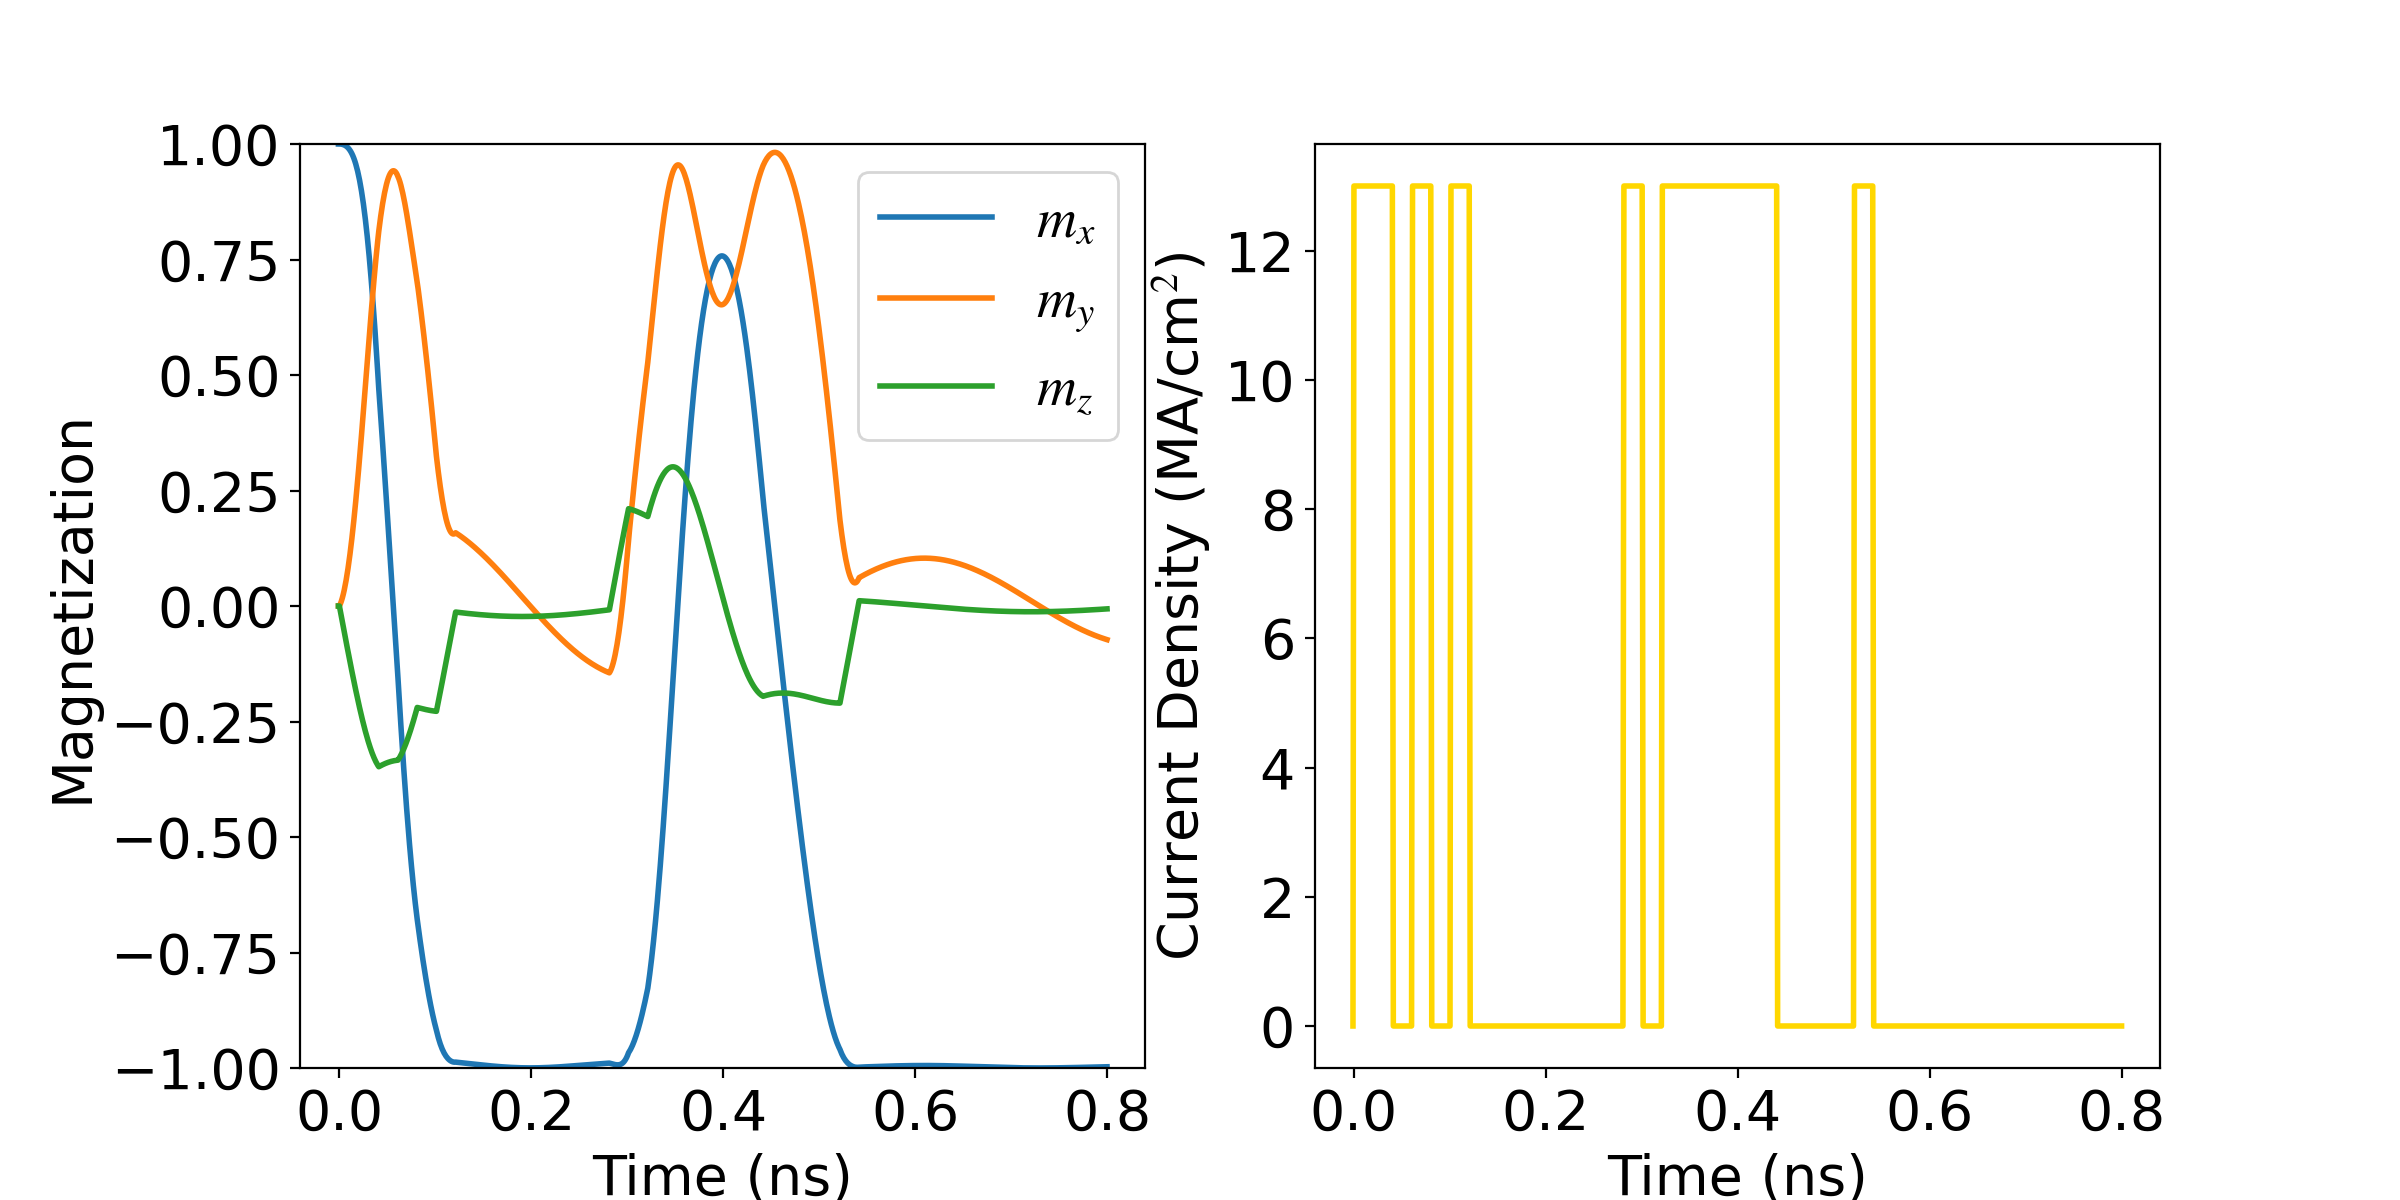 Magnetization
1.00
0.75
0.50
0.25
0.00
−0.25
−0.50
−0.75
−1.00
0.0 0.2 0.4 0.6 0.8
Time (ns)
m_x
m_y
m_z
Current Density (MA/cm²)
12
10
8
6
4
2
0
0.0 0.2 0.4 0.6 0.8
Time (ns)